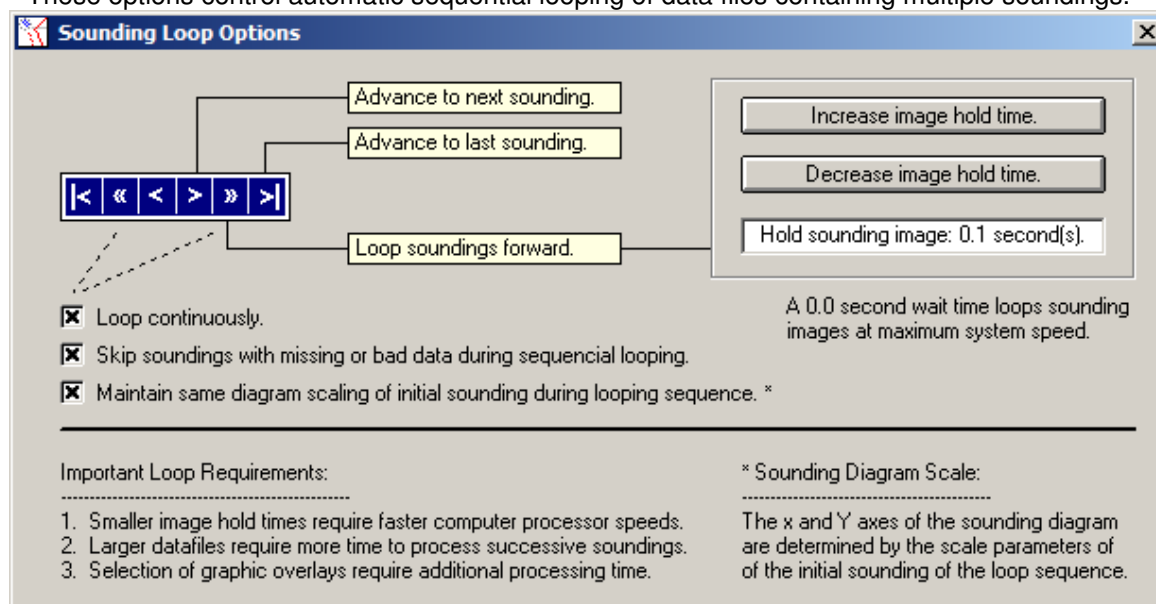 These options control automatic sequential looping of data files containing multiple soundings.
Sounding Loop Options
Advance to next sounding.
Advance to last sounding.
|< « < > » >|
Loop soundings forward.
Increase image hold time.
Decrease image hold time.
Hold sounding image: 0.1 second(s).
A 0.0 second wait time loops sounding
images at maximum system speed.
Loop continuously.
Skip soundings with missing or bad data during sequencial looping.
Maintain same diagram scaling of initial sounding during looping sequence. *
Important Loop Requirements:
1. Smaller image hold times require faster computer processor speeds.
2. Larger datafiles require more time to process successive soundings.
3. Selection of graphic overlays require additional processing time.
* Sounding Diagram Scale:
The x and Y axes of the sounding diagram
are determined by the scale parameters of
of the initial sounding of the loop sequence.